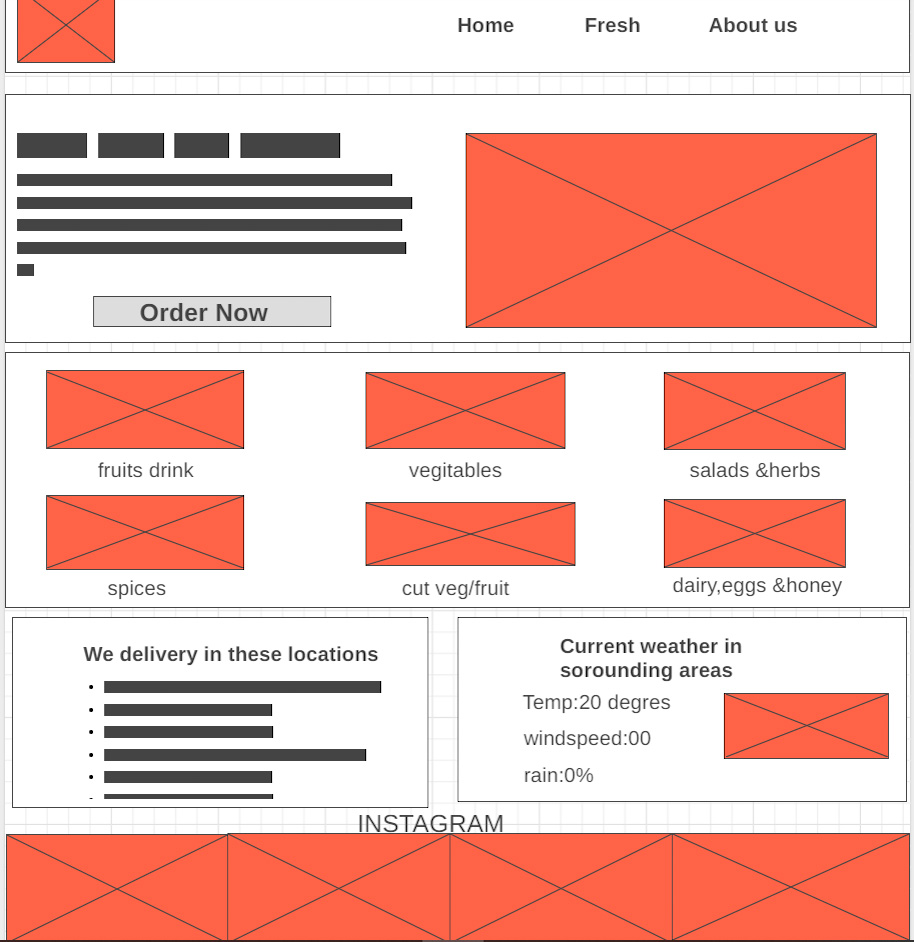 Home Fresh About us
Order Now
fruits drink vegitables salads &herbs
spices cut veg/fruit dairy,eggs &honey
We delivery in these locations
Current weather in
sorounding areas
Temp:20 degres
windspeed:00
rain:0%
INSTAGRAM